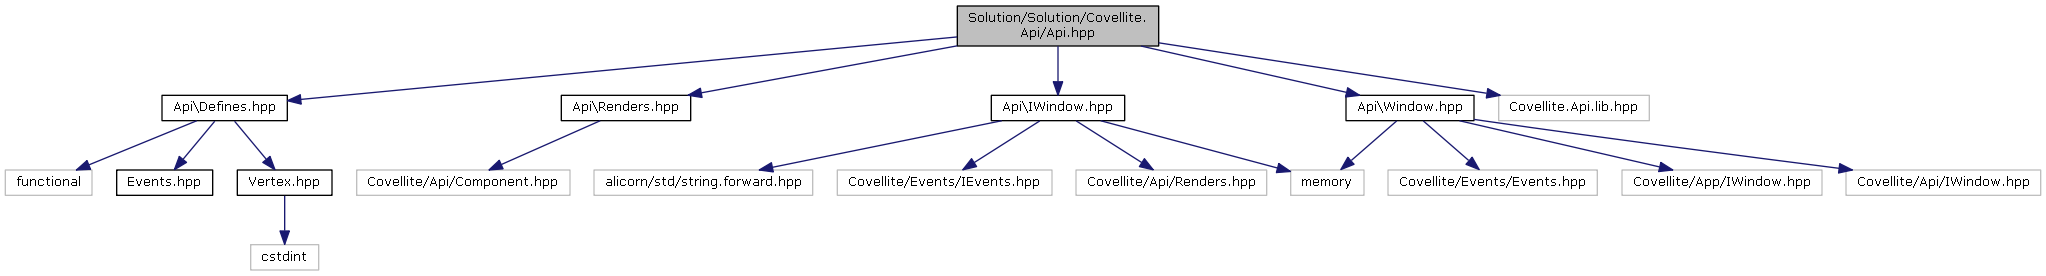 Solution/Solution/Covellite.
Api/Api.hpp
Api\Defines.hpp
Api\Renders.hpp
Api\IWindow.hpp
Api\Window.hpp
Covellite.Api.lib.hpp
functional
Events.hpp
Vertex.hpp
Covellite/Api/Component.hpp
alicorn/std/string.forward.hpp
Covellite/Events/IEvents.hpp
Covellite/Api/Renders.hpp
memory
Covellite/Events/Events.hpp
Covellite/App/IWindow.hpp
Covellite/Api/IWindow.hpp
cstdint